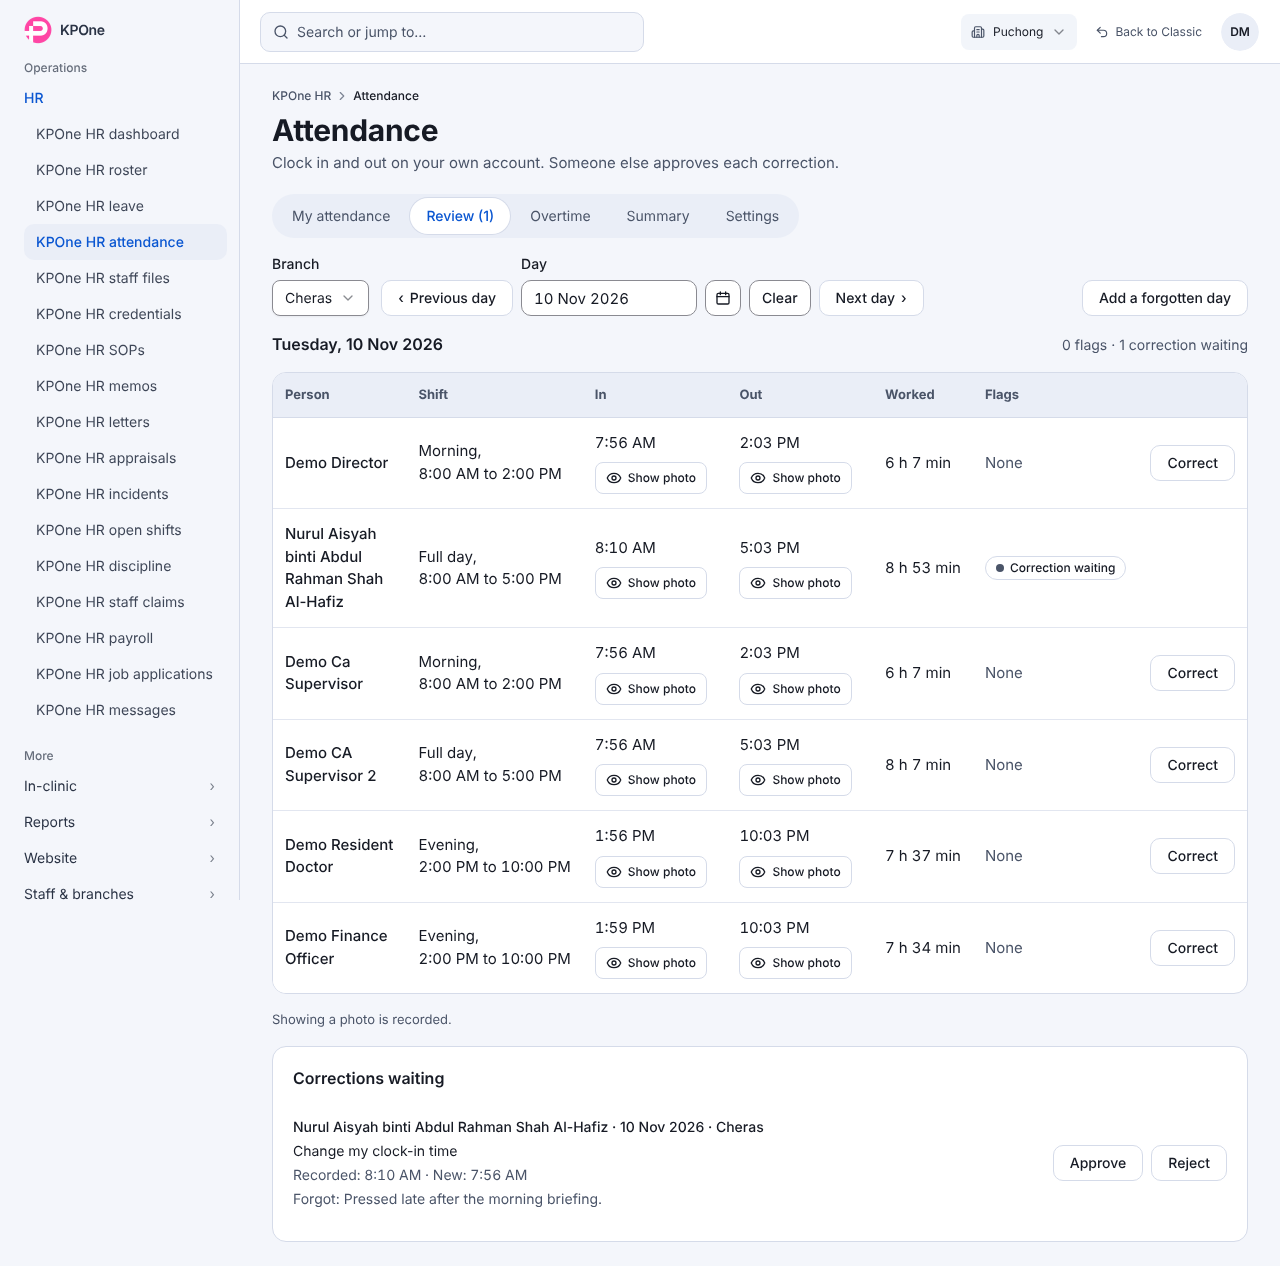 KPOne
Operations
HR
KPOne HR dashboard
KPOne HR roster
KPOne HR leave
KPOne HR attendance
KPOne HR staff files
KPOne HR credentials
KPOne HR SOPs
KPOne HR memos
KPOne HR letters
KPOne HR appraisals
KPOne HR incidents
KPOne HR open shifts
KPOne HR discipline
KPOne HR staff claims
KPOne HR payroll
KPOne HR job applications
KPOne HR messages
More
In-clinic
Reports
Website
Staff & branches
Search or jump to...
Puchong
Back to Classic
DM
KPOne HR > Attendance
Attendance
Clock in and out on your own account. Someone else approves each correction.
My attendance Review (1) Overtime Summary Settings
Branch Day
Cheras ‹ Previous day 10 Nov 2026 Clear Next day › Add a forgotten day
Tuesday, 10 Nov 2026 0 flags · 1 correction waiting
Person Shift In Out Worked Flags
Demo Director
Morning,
8:00 AM to 2:00 PM
7:56 AM
Show photo
2:03 PM
Show photo
6 h 7 min
None
Correct
Nurul Aisyah
binti Abdul
Rahman Shah
Al-Hafiz
Full day,
8:00 AM to 5:00 PM
8:10 AM
Show photo
5:03 PM
Show photo
8 h 53 min
Correction waiting
Demo Ca
Supervisor
Morning,
8:00 AM to 2:00 PM
7:56 AM
Show photo
2:03 PM
Show photo
6 h 7 min
None
Correct
Demo CA
Supervisor 2
Full day,
8:00 AM to 5:00 PM
7:56 AM
Show photo
5:03 PM
Show photo
8 h 7 min
None
Correct
Demo Resident
Doctor
Evening,
2:00 PM to 10:00 PM
1:56 PM
Show photo
10:03 PM
Show photo
7 h 37 min
None
Correct
Demo Finance
Officer
Evening,
2:00 PM to 10:00 PM
1:59 PM
Show photo
10:03 PM
Show photo
7 h 34 min
None
Correct
Showing a photo is recorded.
Corrections waiting
Nurul Aisyah binti Abdul Rahman Shah Al-Hafiz · 10 Nov 2026 · Cheras
Change my clock-in time
Recorded: 8:10 AM · New: 7:56 AM
Forgot: Pressed late after the morning briefing.
Approve Reject